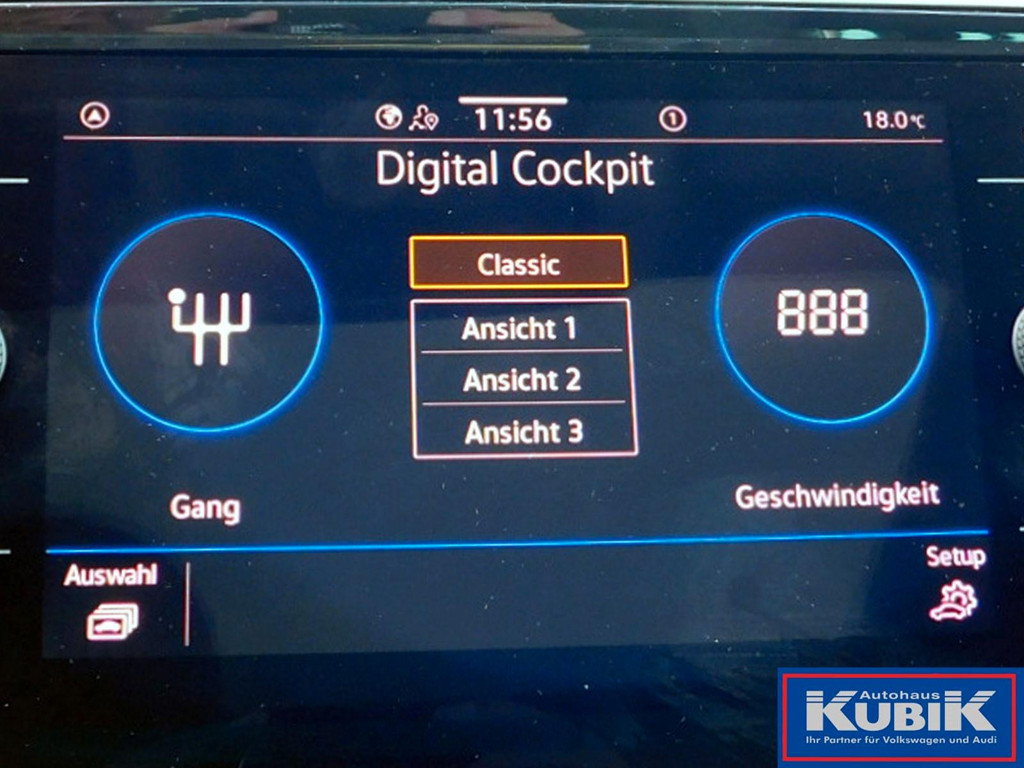 11:56
1
18.0°C
Digital Cockpit
Classic
Ansicht 1
888
Ansicht 2
Ansicht 3
Gang
Geschwindigkeit
Auswahl
Setup
Autohaus
KUBIK
Ihr Partner für Volkswagen und Audi